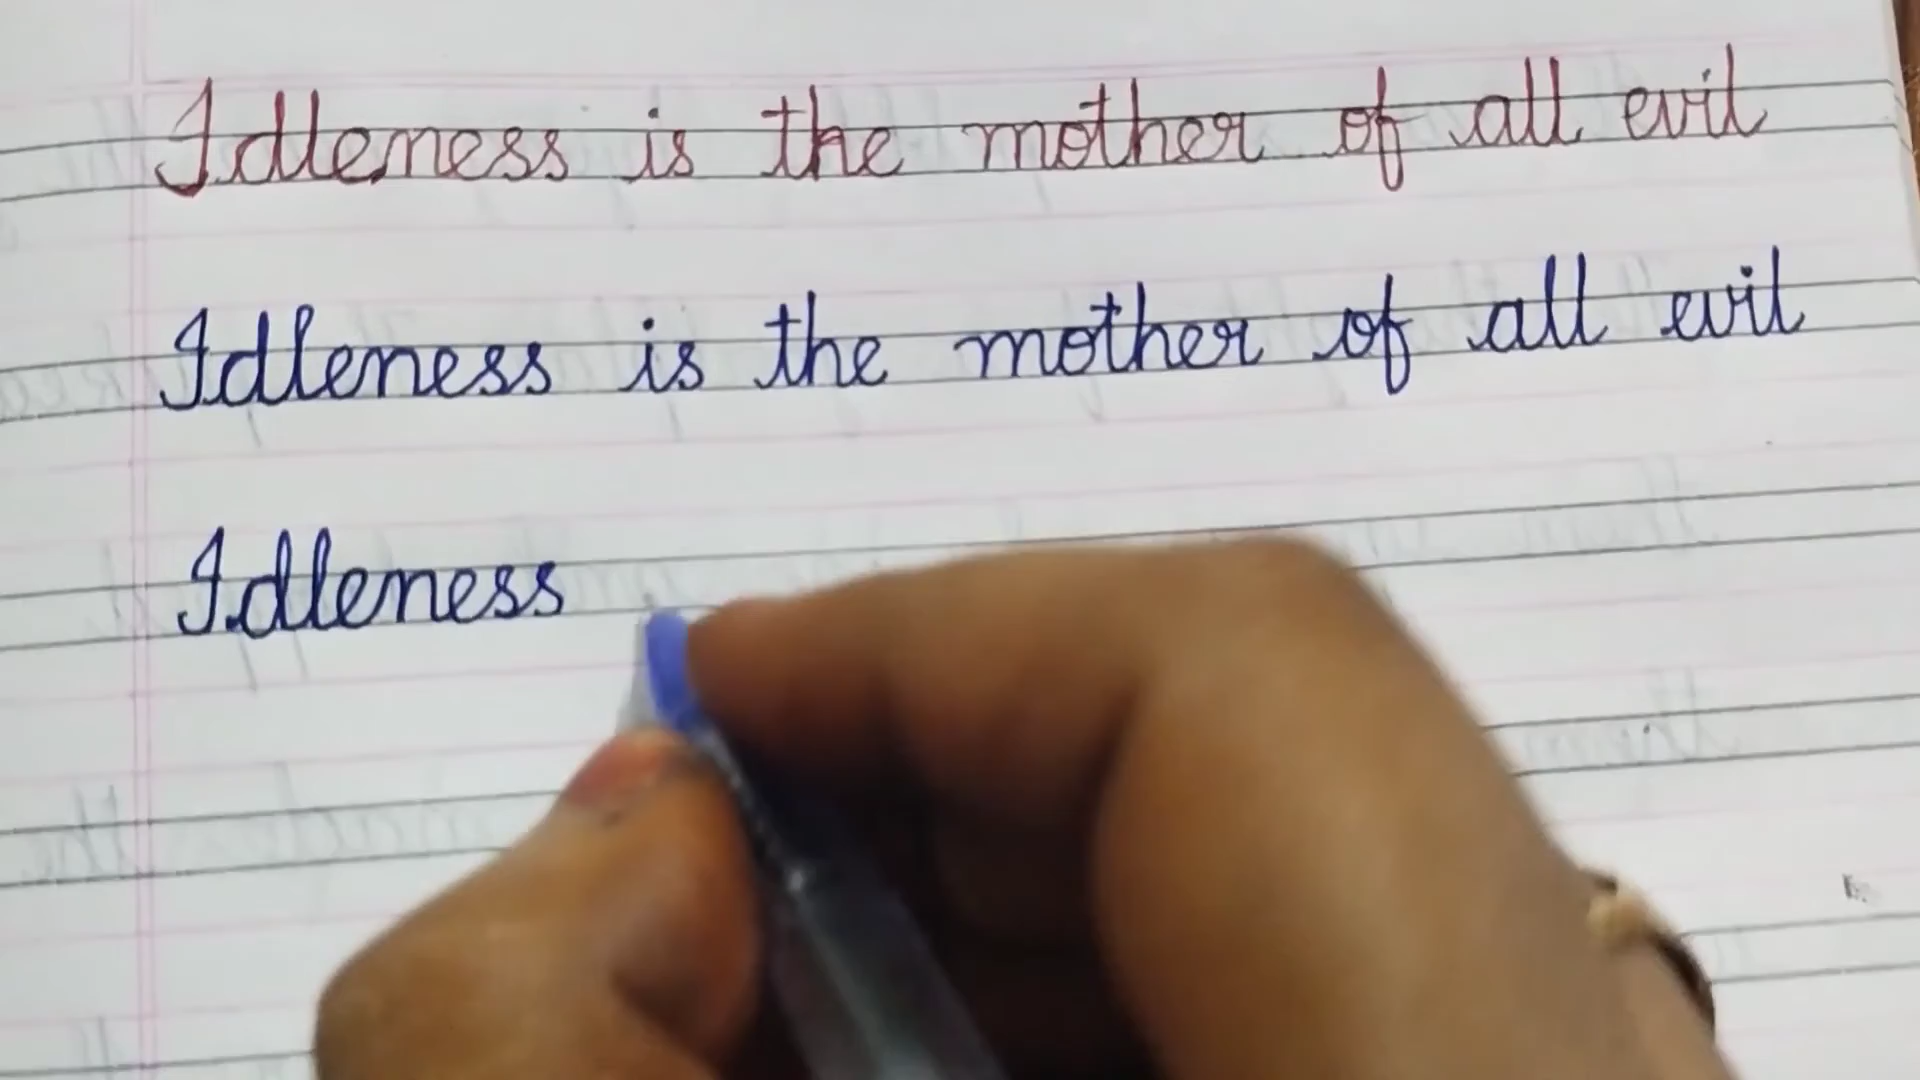 Idleness is the mother of all evil
Idleness is the mother of all evil
Idleness